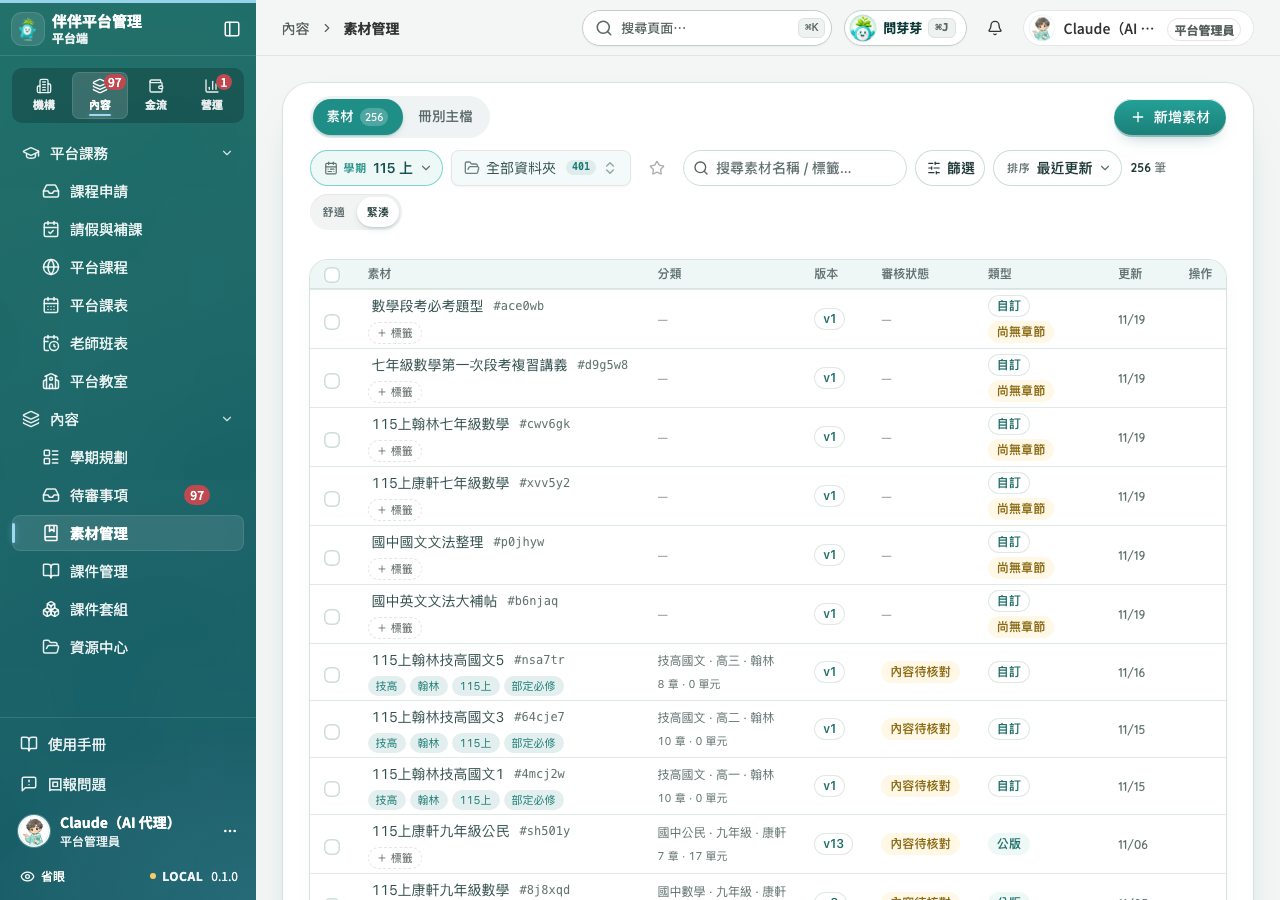 伴伴平台管理
平台端
機構
97
內容
金流
1
營運
平台課務
課程申請
請假與補課
平台課程
平台課表
老師班表
平台教室
內容
學期規劃
待審事項 97
素材管理
課件管理
課件套組
資源中心
使用手冊
回報問題
Claude（AI 代理）
平台管理員
省眼 LOCAL 0.1.0
內容 素材管理
搜尋頁面… ⌘K
問芽芽 ⌘J
Claude（AI … 平台管理員
素材 256 冊別主檔
+ 新增素材
學期 115 上 全部資料夾 401 搜尋素材名稱 / 標籤... 篩選 排序 最近更新 256 筆
舒適 緊湊
素材 分類 版本 審核狀態 類型 更新 操作
數學段考必考題型 #ace0wb — v1 — 自訂 尚無章節 11/19
+ 標籤
七年級數學第一次段考複習講義 #d9g5w8 — v1 — 自訂 尚無章節 11/19
+ 標籤
115上翰林七年級數學 #cwv6gk — v1 — 自訂 尚無章節 11/19
+ 標籤
115上康軒七年級數學 #xvv5y2 — v1 — 自訂 尚無章節 11/19
+ 標籤
國中國文文法整理 #p0jhyw — v1 — 自訂 尚無章節 11/19
+ 標籤
國中英文文法大補帖 #b6njaq — v1 — 自訂 尚無章節 11/19
+ 標籤
115上翰林技高國文5 #nsa7tr 技高國文 · 高三 · 翰林 v1 內容待核對 自訂 11/16
技高 翰林 115上 部定必修 8 章 · 0 單元
115上翰林技高國文3 #64cje7 技高國文 · 高二 · 翰林 v1 內容待核對 自訂 11/15
技高 翰林 115上 部定必修 10 章 · 0 單元
115上翰林技高國文1 #4mcj2w 技高國文 · 高一 · 翰林 v1 內容待核對 自訂 11/15
技高 翰林 115上 部定必修 10 章 · 0 單元
115上康軒九年級公民 #sh501y 國中公民 · 九年級 · 康軒 v13 內容待核對 公版 11/06
+ 標籤 7 章 · 17 單元
115上康軒九年級數學 #8j8xqd 國中數學 · 九年級 · 康軒